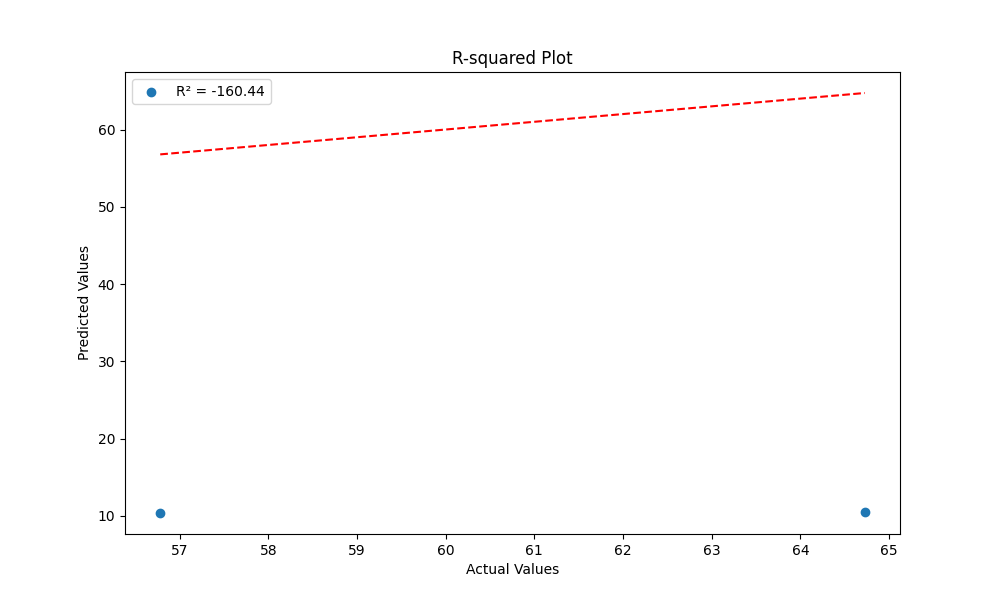 R-squared Plot
R² = -160.44
Predicted Values
60
50
40
30
20
10
57 58 59 60 61 62 63 64 65
Actual Values